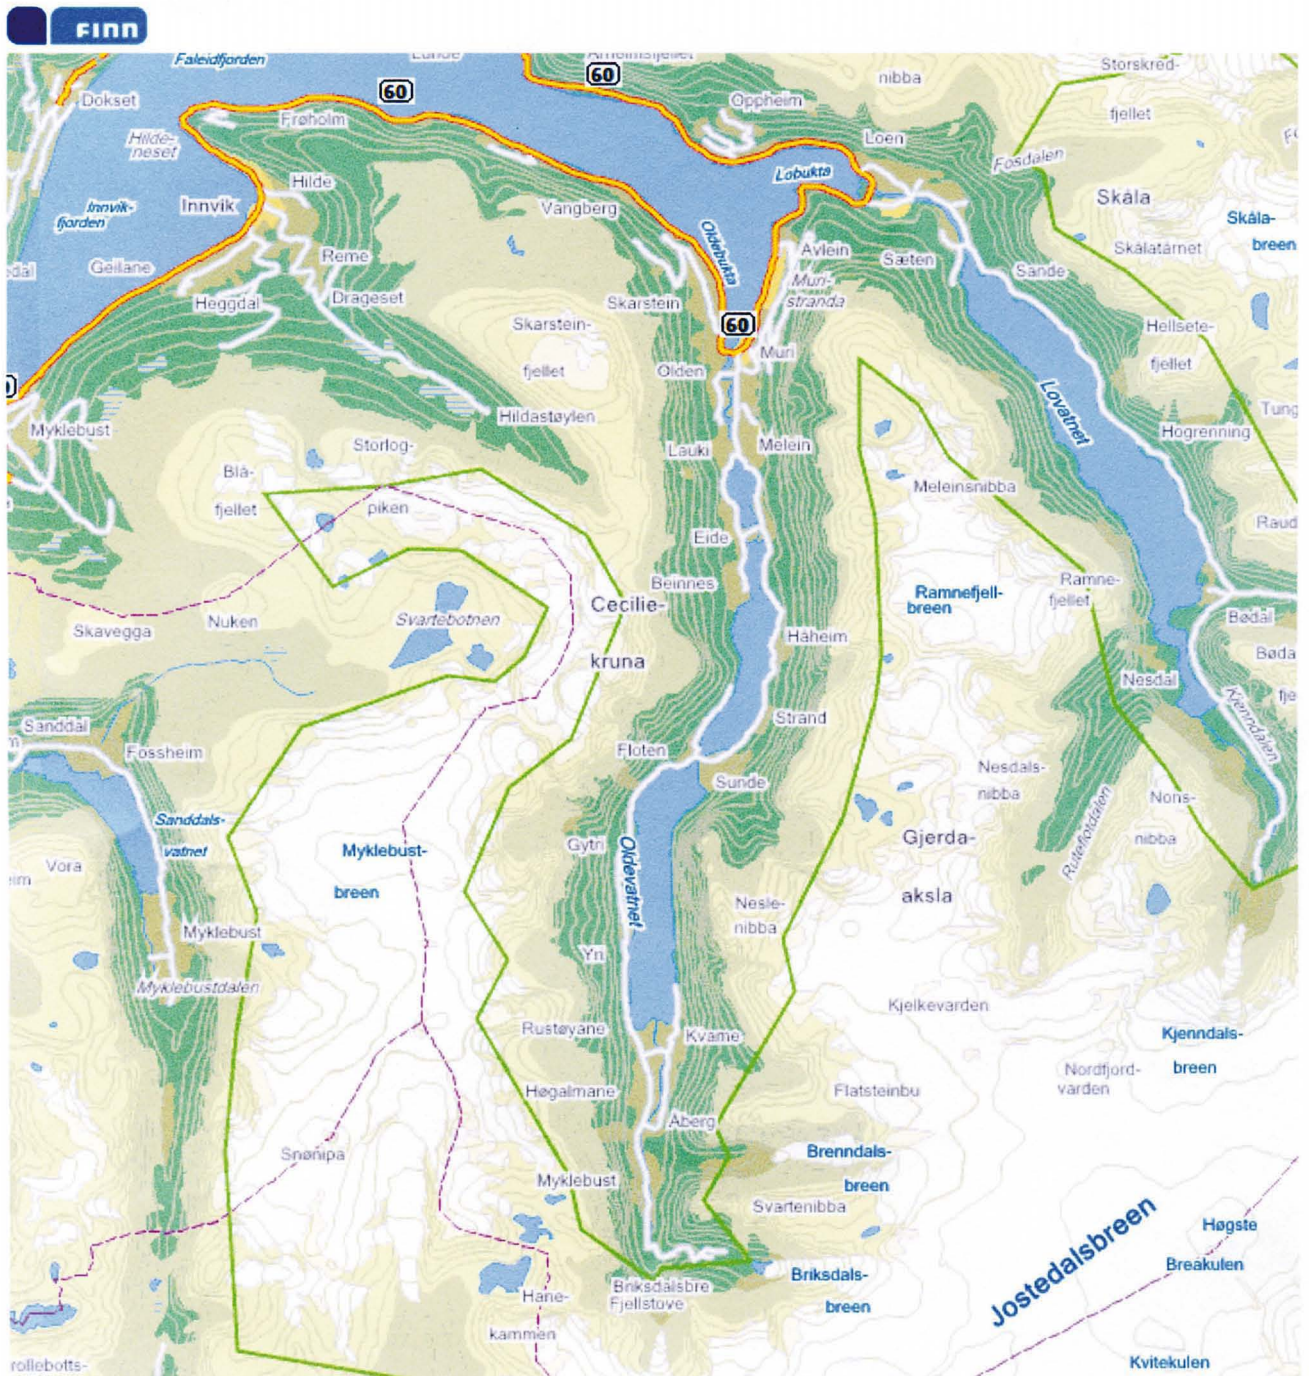 FINN
Faleidfjorden
60
60
Storskred-
fjellet
nibba
Dokset
Oppheim
Frøholm
Hilde-
neset
Loen
Fosdalen
Lobukta
Hilde
Skåla
Innvik
Innvik-
fjorden
Vangberg
Skåla-
breen
Oldebukta
Avlein
Skålatårnet
Reme
Sæten
Geilane
Sande
Muri-
stranda
Heggdal
Drageset
Skarstein
Skarstein-
fjellet
60
Hellsete-
fjellet
Muri
Olden
Lovatnet
Hildastøylen
Myklebust
Høgrenning
Storlog-
piken
Lauki
Melein
Blå-
fjellet
Meleinsnibba
Eide
Beinnes
Ramne-
fjellet
Ramnefjell-
breen
Cecilie-
kruna
Svartebotnen
Nuken
Skavegga
Bødal
Håheim
Nesdal
Kjenndalen
Strand
Sanddal
Fossheim
Floten
Sunde
Nesdals-
nibba
Nons-
nibba
Rutefjotdalen
Sanddals-
vatnet
Gytri
Oldevatnet
Gjerda-
aksla
Myklebust-
breen
Vora
Nesle-
nibba
Myklebust
Yri
Myklebustdalen
Kjelkevarden
Rustøyane
Kvame
Kjenndals-
breen
Nordfjord-
varden
Høgalmane
Flatsteinbu
Åberg
Snønipa
Brenndals-
breen
Myklebust
Svartenibba
Jostedalsbreen
Høgste
Breakulen
Briksdalsbre
Fjellstove
Briksdals-
breen
Hane-
kammen
Kvitekulen